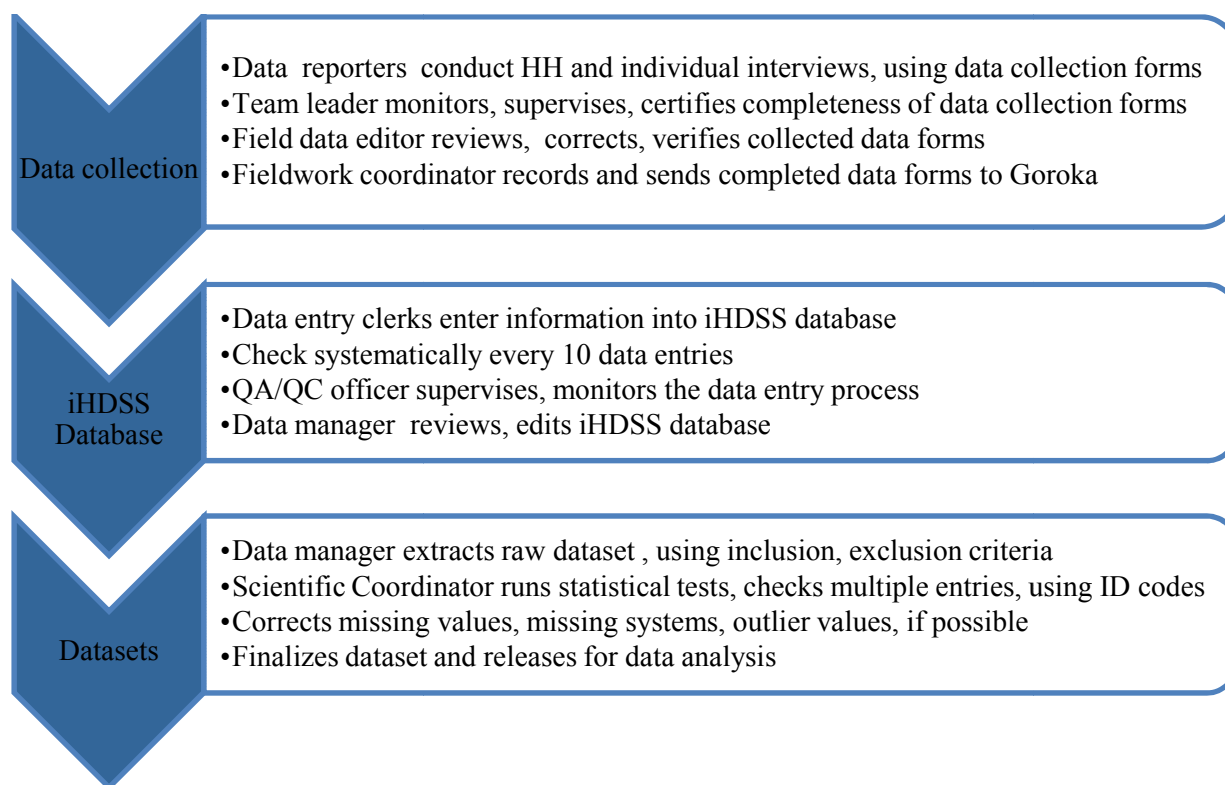 Data collection
•Data reporters conduct HH and individual interviews, using data collection forms
•Team leader monitors, supervises, certifies completeness of data collection forms
•Field data editor reviews, corrects, verifies collected data forms
•Fieldwork coordinator records and sends completed data forms to Goroka
iHDSS
Database
•Data entry clerks enter information into iHDSS database
•Check systematically every 10 data entries
•QA/QC officer supervises, monitors the data entry process
•Data manager reviews, edits iHDSS database
Datasets
•Data manager extracts raw dataset , using inclusion, exclusion criteria
•Scientific Coordinator runs statistical tests, checks multiple entries, using ID codes
•Corrects missing values, missing systems, outlier values, if possible
•Finalizes dataset and releases for data analysis